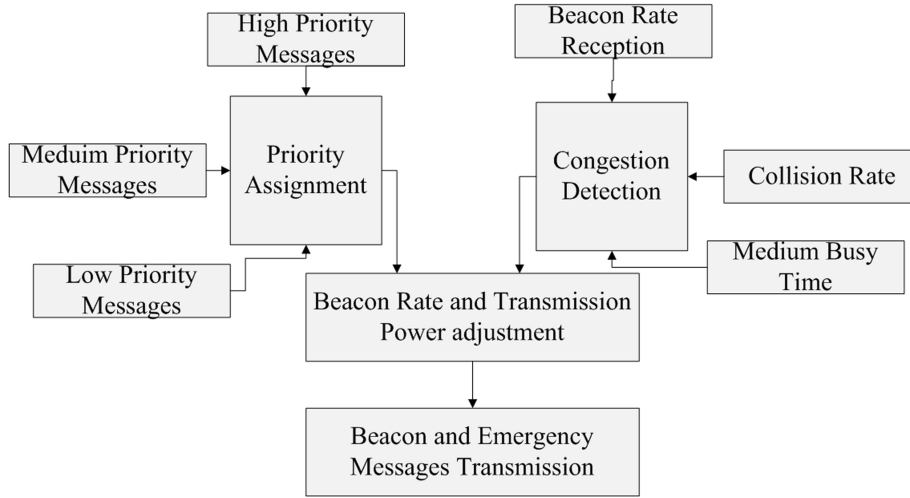 High Priority
Messages
Beacon Rate
Reception
Meduim Priority
Messages
Priority
Assignment
Congestion
Detection
Collision Rate
Low Priority
Messages
Medium Busy
Time
Beacon Rate and Transmission
Power adjustment
Beacon and Emergency
Messages Transmission